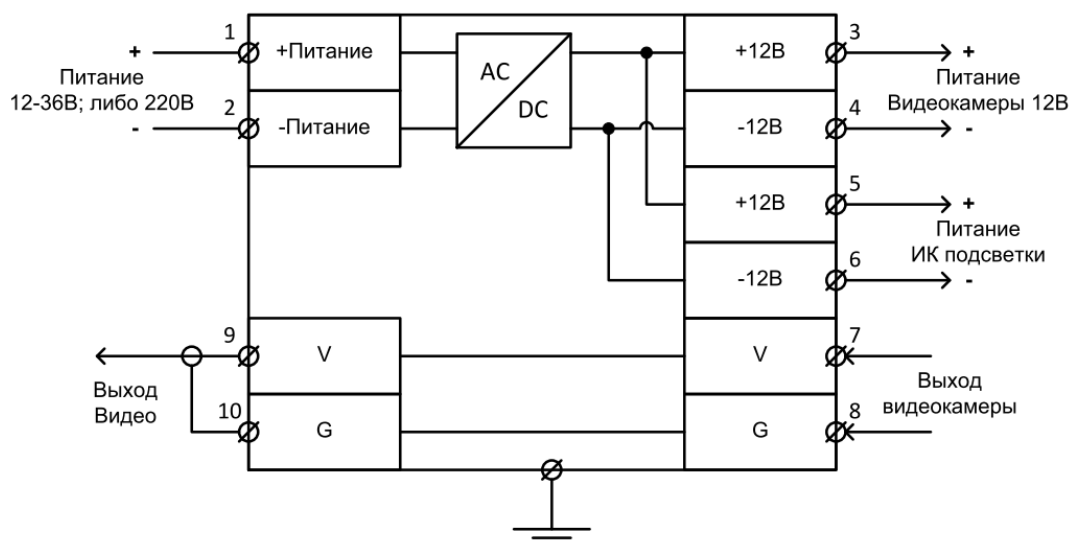 1
+Питание
+
Питание
12-36В; либо 220В
2
-Питание
-
AC
DC
+12В
3
+
Питание
Видеокамеры 12В
-12В
4
-
+12В
5
+
Питание
ИК подсветки
-12В
6
-
9
V
Выход
Видео
10
G
V
7
Выход
видеокамеры
G
8